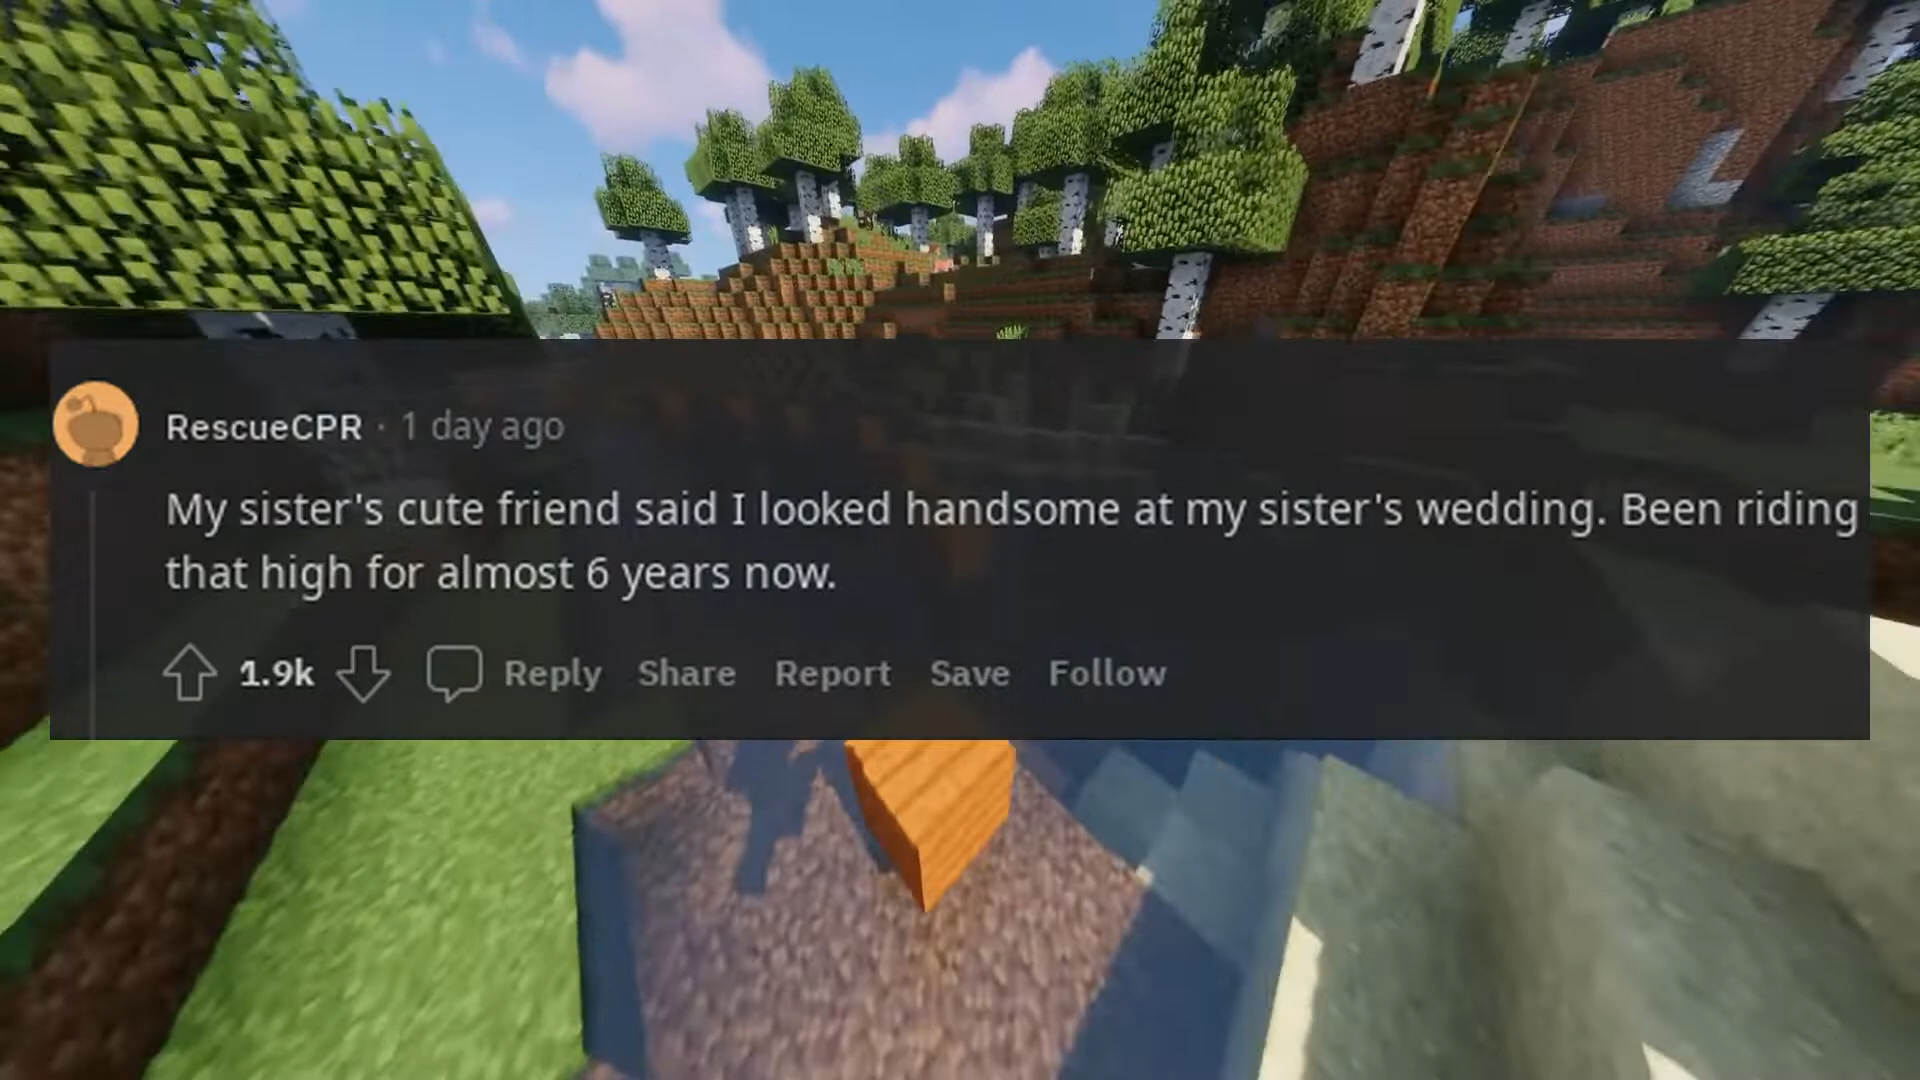 RescueCPR · 1 day ago
My sister's cute friend said I looked handsome at my sister's wedding. Been riding
that high for almost 6 years now.
1.9k Reply Share Report Save Follow